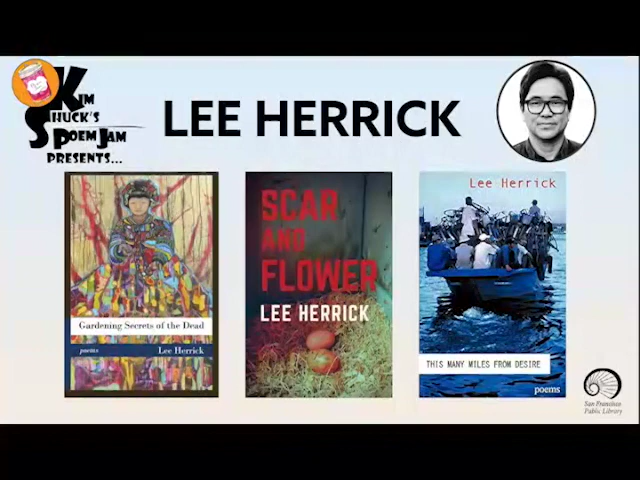 KIM
SHUCK'S
POEM JAM
PRESENTS...
LEE HERRICK
Gardening Secrets of the Dead
poems Lee Herrick
SCAR
AND
FLOWER
LEE HERRICK
Lee Herrick
THIS MANY MILES FROM DESIRE
poems
San Francisco
Public Library